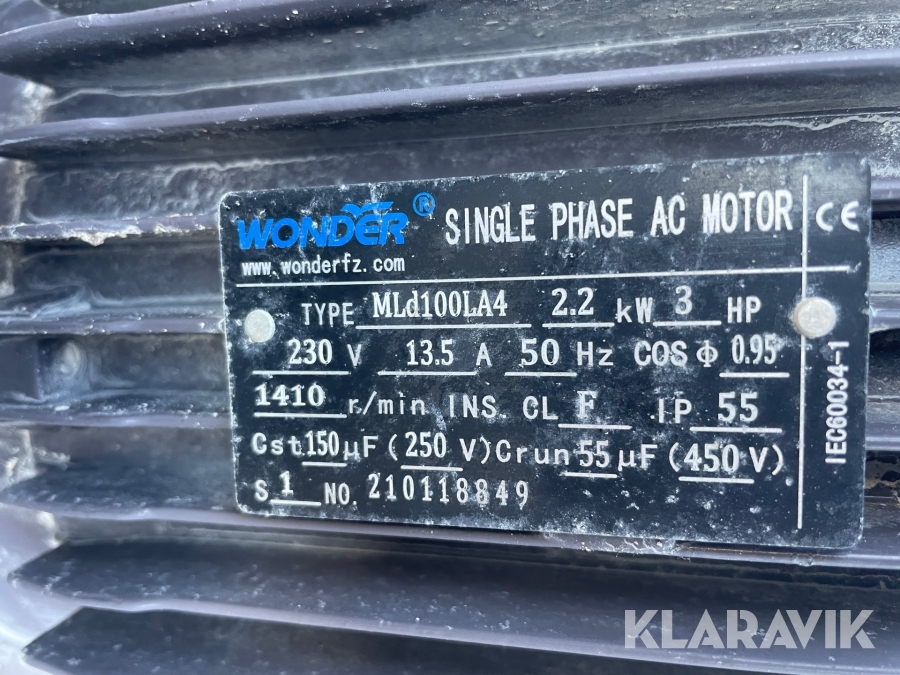 WONDER® SINGLE PHASE AC MOTOR
www.wonderfz.com
TYPE MLd100LA4 2.2 kW 3 HP
230 V 13.5 A 50 Hz COSΦ 0.95
1410 r/min INS. CL F IP 55
Cst 150 μF (250 V) Crun 55 μF (450 V)
S 1 NO. 210118849
CE
IEC60034-1
KLARAVIK